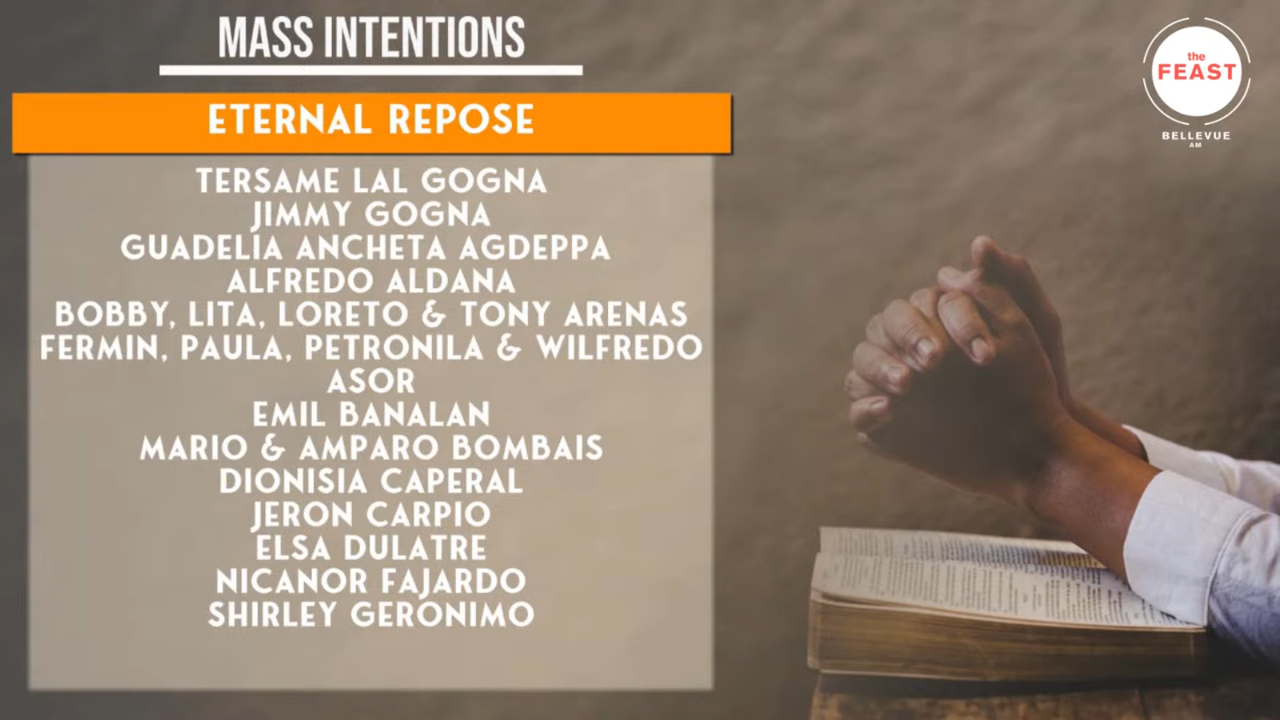 MASS INTENTIONS
the
FEAST
BELLEVUE
AM
ETERNAL REPOSE
TERSAME LAL GOGNA
JIMMY GOGNA
GUADELIA ANCHETA AGDEPPA
ALFREDO ALDANA
BOBBY, LITA, LORETO & TONY ARENAS
FERMIN, PAULA, PETRONILA & WILFREDO
ASOR
EMIL BANALAN
MARIO & AMPARO BOMBAIS
DIONISIA CAPERAL
JERON CARPIO
ELSA DULATRE
NICANOR FAJARDO
SHIRLEY GERONIMO